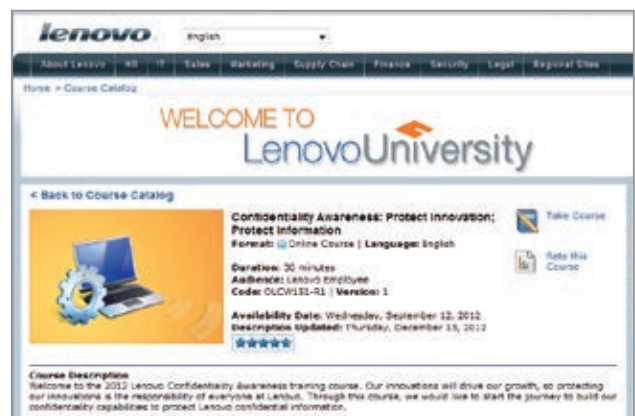 lenovo
English
About Lenovo HR IT Sales Marketing Supply Chain Finance Security Legal Regional Sites
Home > Course Catalog
WELCOME TO
LenovoUniversity
< Back to Course Catalog
Confidentiality Awareness: Protect Innovation;
Protect Information
Format: Online Course | Language: English
Duration: 30 minutes
Audience: Lenovo Employee
Code: OLCW131-R1 | Version: 1
Availability Date: Wednesday, September 12, 2012
Description Updated: Thursday, December 13, 2012
Take Course
Rate this
Course
Course Description
Welcome to the 2012 Lenovo Confidentiality Awareness training course. Our innovations will drive our growth, so protecting
our innovations is the responsibility of everyone at Lenovo. Through this course, we would like to start the journey to build our
confidentiality capabilities to protect Lenovo confidential information.